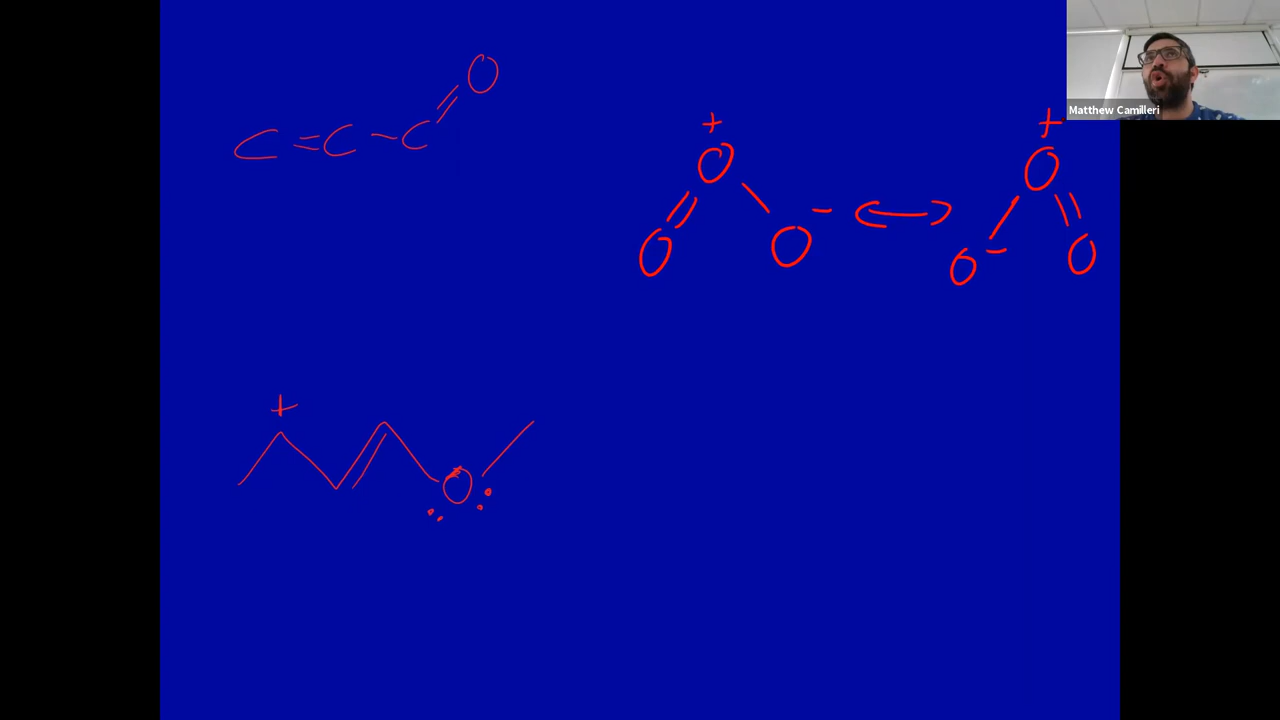 Matthew Camilleri
C=C-C=O
+ +
O O
O O - ⟷ O - O
+
O